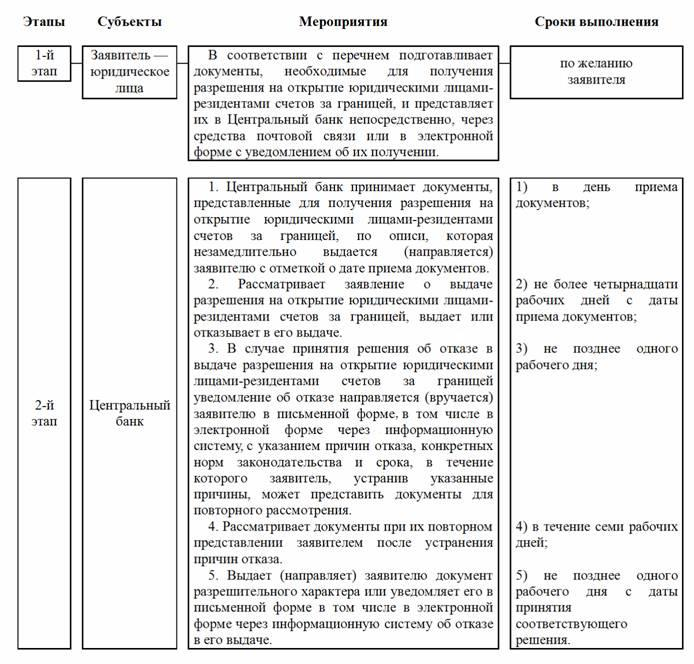 Этапы Субъекты Мероприятия Сроки выполнения
1-й
этап
Заявитель —
юридическое
лица
В соответствии с перечнем подготавливает
документы, необходимые для получения
разрешения на открытие юридическими лицами-
резидентами счетов за границей, и представляет
их в Центральный банк непосредственно, через
средства почтовой связи или в электронной
форме с уведомлением об их получении.
по желанию
заявителя
2-й
этап
Центральный
банк
1. Центральный банк принимает документы,
представленные для получения разрешения на
открытие юридическими лицами-резидентами
счетов за границей, по описи, которая
незамедлительно выдается (направляется)
заявителю с отметкой о дате приема документов.
2. Рассматривает заявление о выдаче
разрешения на открытие юридическими лицами-
резидентами счетов за границей, выдает или
отказывает в его выдаче.
3. В случае принятия решения об отказе в
выдаче разрешения на открытие юридическими
лицами-резидентами счетов за границей
уведомление об отказе направляется (вручается)
заявителю в письменной форме, в том числе в
электронной форме через информационную
систему, с указанием причин отказа, конкретных
норм законодательства и срока, в течение
которого заявитель, устранив указанные
причины, может представить документы для
повторного рассмотрения.
4. Рассматривает документы при их повторном
представлении заявителем после устранения
причин отказа.
5. Выдает (направляет) заявителю документ
разрешительного характера или уведомляет его в
письменной форме в том числе в электронной
форме через информационную систему об отказе
в его выдаче.
1) в день приема
документов;
2) не более четырнадцати
рабочих дней с даты
приема документов;
3) не позднее одного
рабочего дня;
4) в течение семи рабочих
дней;
5) не позднее одного
рабочего дня с даты
принятия
соответствующего
решения.